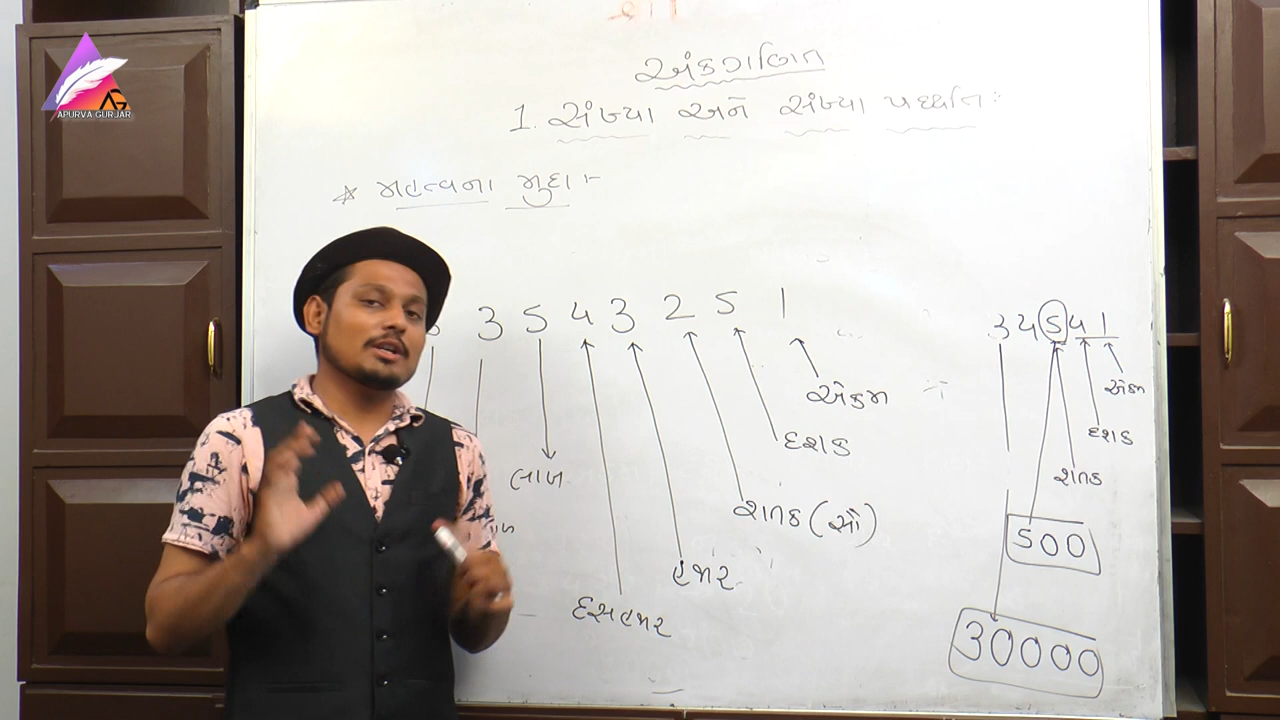 APURVA GURJAR
અંકગણિત
1. સંખ્યા અને સંખ્યા પધ્ધતિ:
☆ મહત્વના મુદા :-
3 5 4 3 2 5 1
એકમ
દશક
શતક (સો)
હજાર
દસહજાર
લાખ
3 4 5 4 1
એકમ
દશક
શતક
500
30000